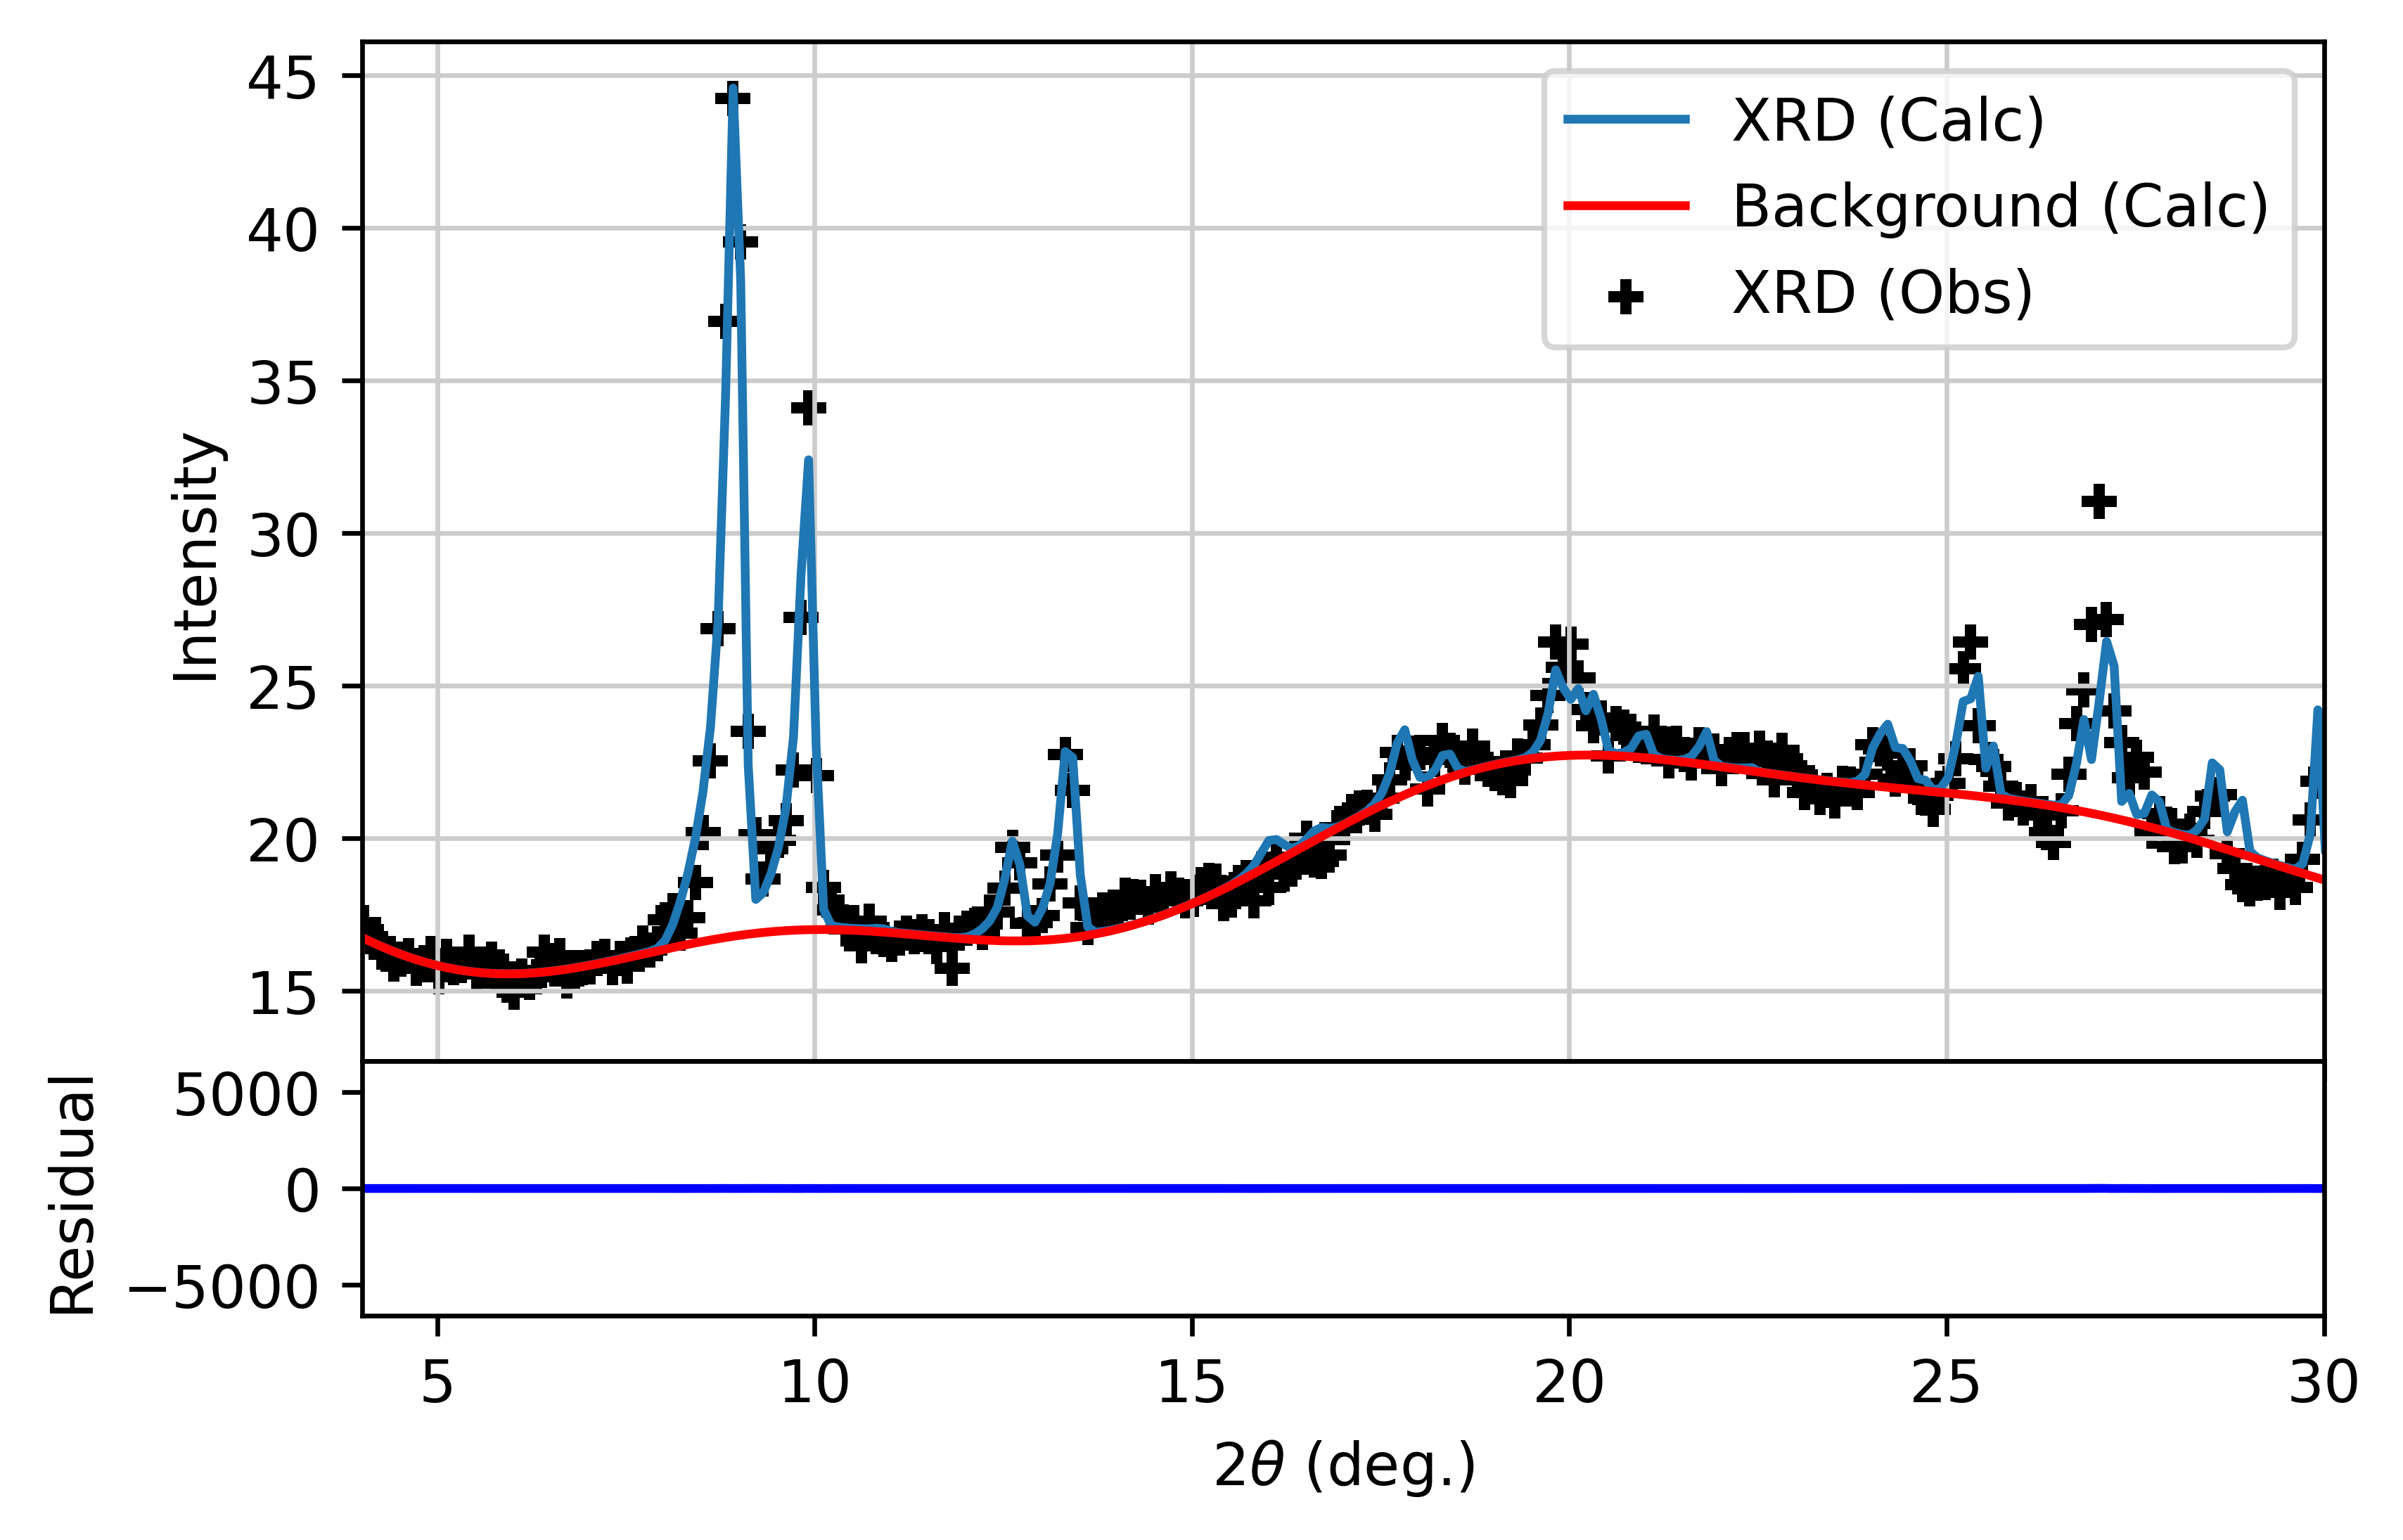 45
40
35
30
25
20
15
Intensity
XRD (Calc)
Background (Calc)
XRD (Obs)
5000
0
−5000
Residual
5 10 15 20 25 30
2θ (deg.)